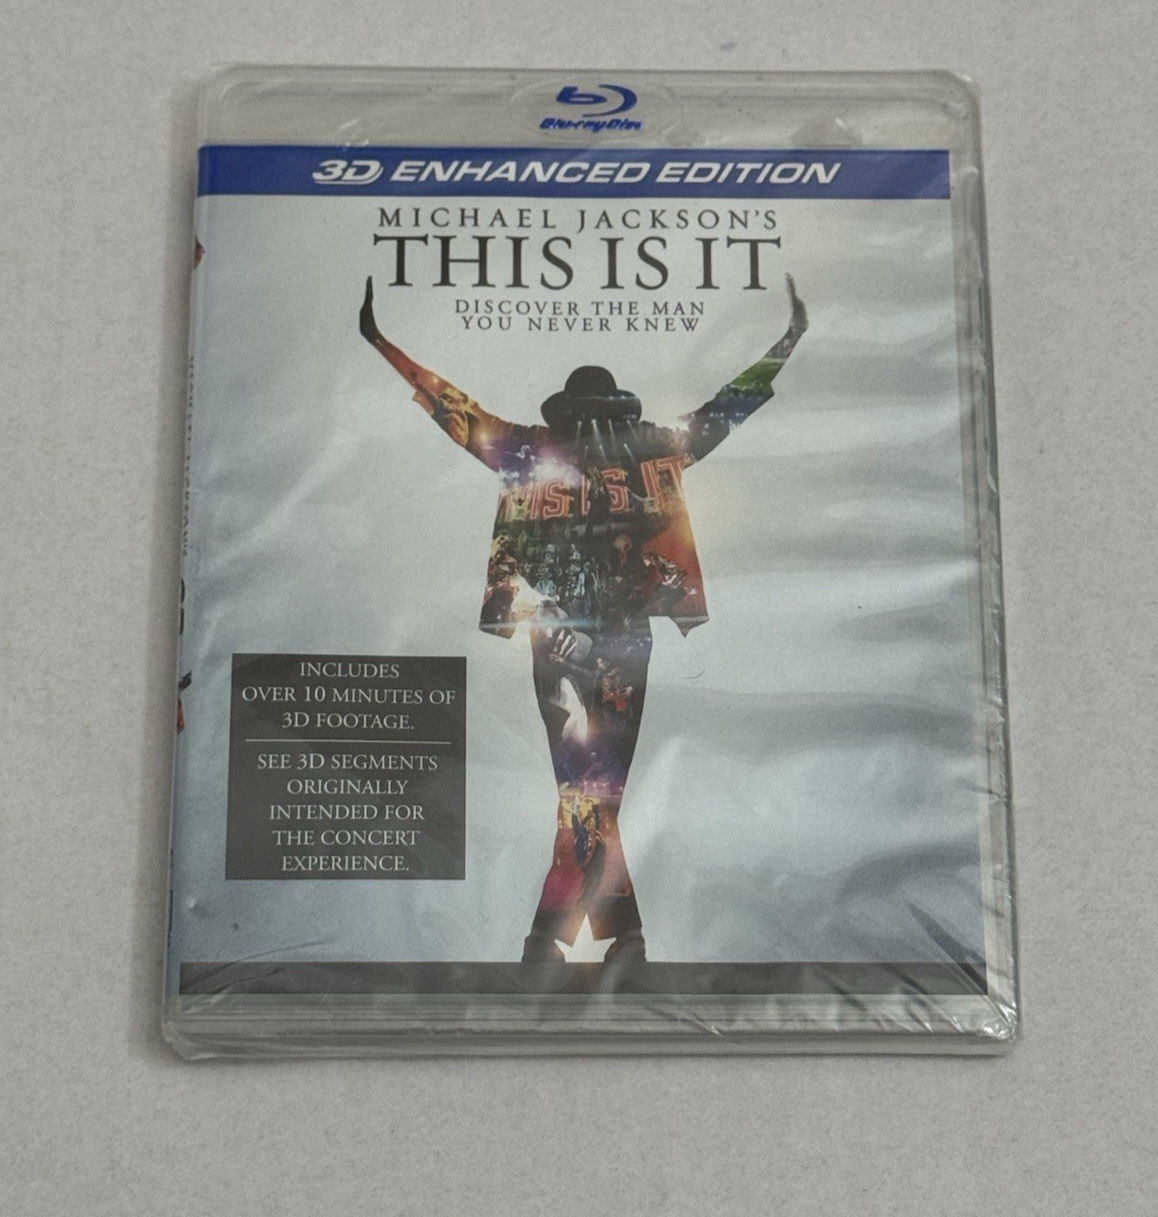 Blu-ray Disc
3D ENHANCED EDITION
MICHAEL JACKSON'S
THIS IS IT
DISCOVER THE MAN
YOU NEVER KNEW
THIS IS IT
INCLUDES
OVER 10 MINUTES OF
3D FOOTAGE.
SEE 3D SEGMENTS
ORIGINALLY
INTENDED FOR
THE CONCERT
EXPERIENCE.